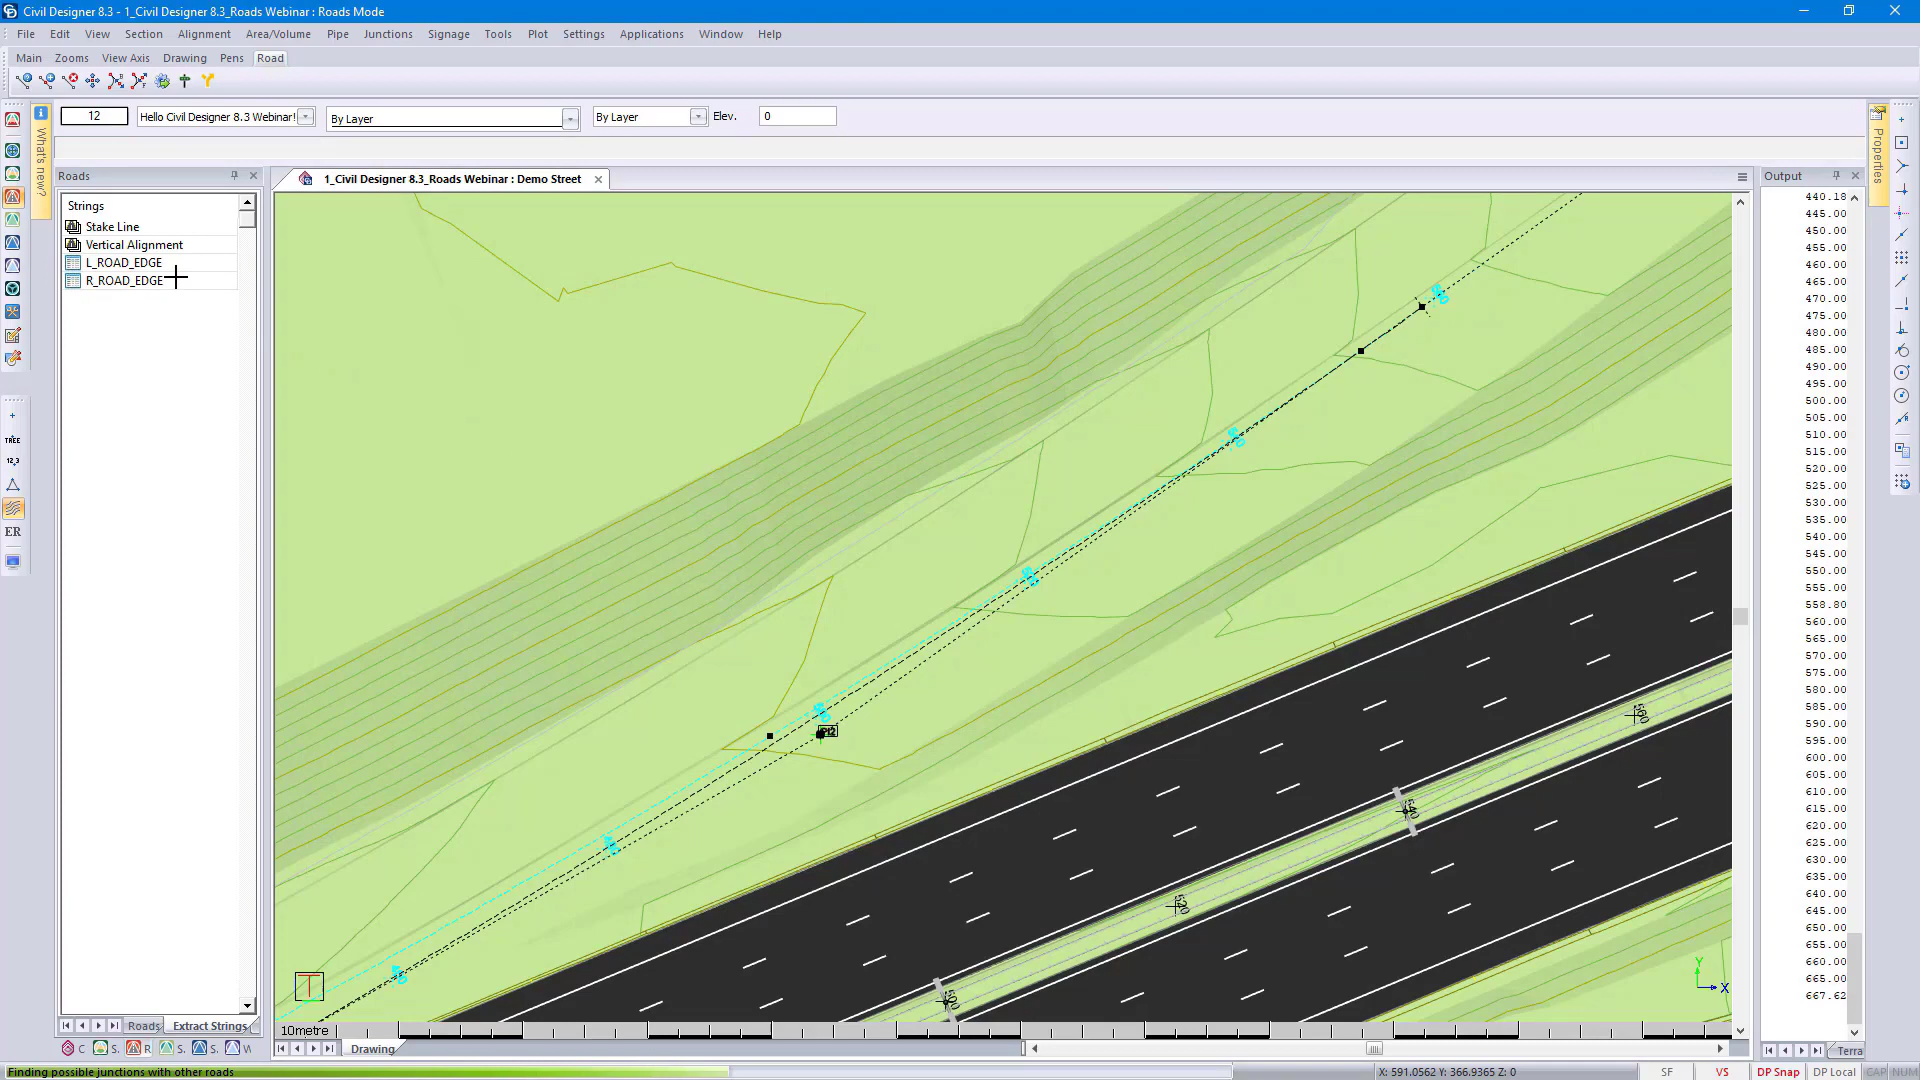 Civil Designer 8.3 - 1_Civil Designer 8.3_Roads Webinar : Roads Mode
File Edit View Section Alignment Area/Volume Pipe Junctions Signage Tools Plot Settings Applications Window Help
Main Zooms View Axis Drawing Pens Road
12 Hello Civil Designer 8.3 Webinar! By Layer By Layer Elev. 0
What's new?
Properties
Roads
1_Civil Designer 8.3_Roads Webinar : Demo Street
Output
Strings
Stake Line
Vertical Alignment
L_ROAD_EDGE
R_ROAD_EDGE
TREE
12.3
ER
440.18
445.00
450.00
455.00
460.00
465.00
470.00
475.00
480.00
485.00
490.00
495.00
500.00
505.00
510.00
515.00
520.00
525.00
530.00
535.00
540.00
545.00
550.00
555.00
558.80
560.00
565.00
570.00
575.00
580.00
585.00
590.00
595.00
600.00
605.00
610.00
615.00
620.00
625.00
630.00
635.00
640.00
645.00
650.00
655.00
660.00
665.00
667.62
PI2
560
540
520
500
T
Y
X
10metre
Roads Extract Strings
Drawing
Terra
C S. R S. S. V
Finding possible junctions with other roads
X: 591.0562 Y: 366.9365 Z: 0
SF VS DP Snap DP Local CAP NUM